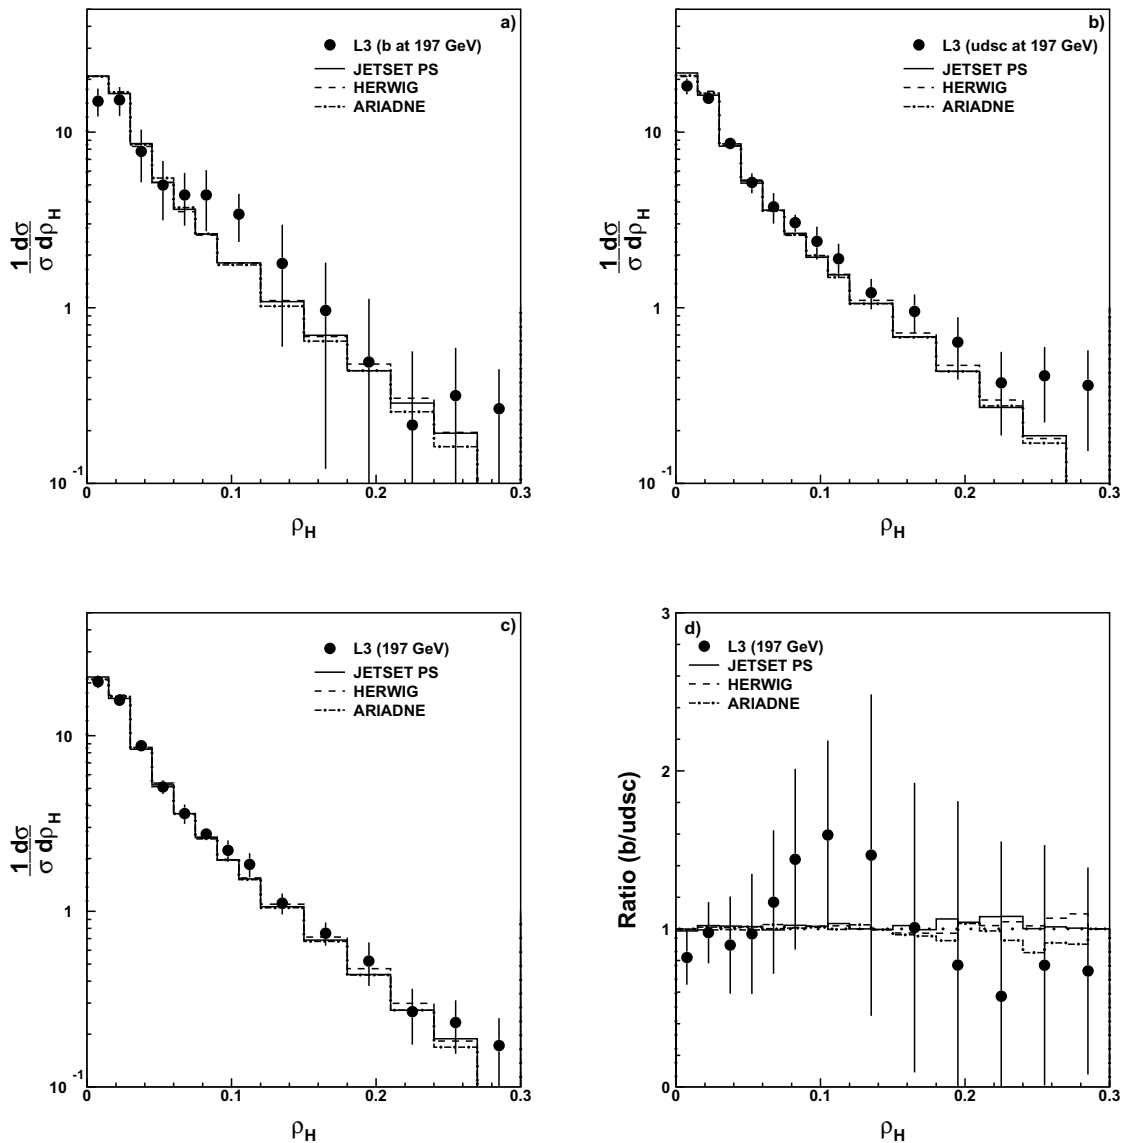 a)
L3 (b at 197 GeV)
JETSET PS
HERWIG
ARIADNE
10
1
10 -1
1 dσ
σ dρH
0
0.1
0.2
0.3
ρH
b)
L3 (udsc at 197 GeV)
JETSET PS
HERWIG
ARIADNE
10
1
10 -1
1 dσ
σ dρH
0
0.1
0.2
0.3
ρH
c)
L3 (197 GeV)
JETSET PS
HERWIG
ARIADNE
10
1
10 -1
1 dσ
σ dρH
0
0.1
0.2
0.3
ρH
d)
L3 (197 GeV)
JETSET PS
HERWIG
ARIADNE
3
2
1
0
Ratio (b/udsc)
0
0.1
0.2
0.3
ρH